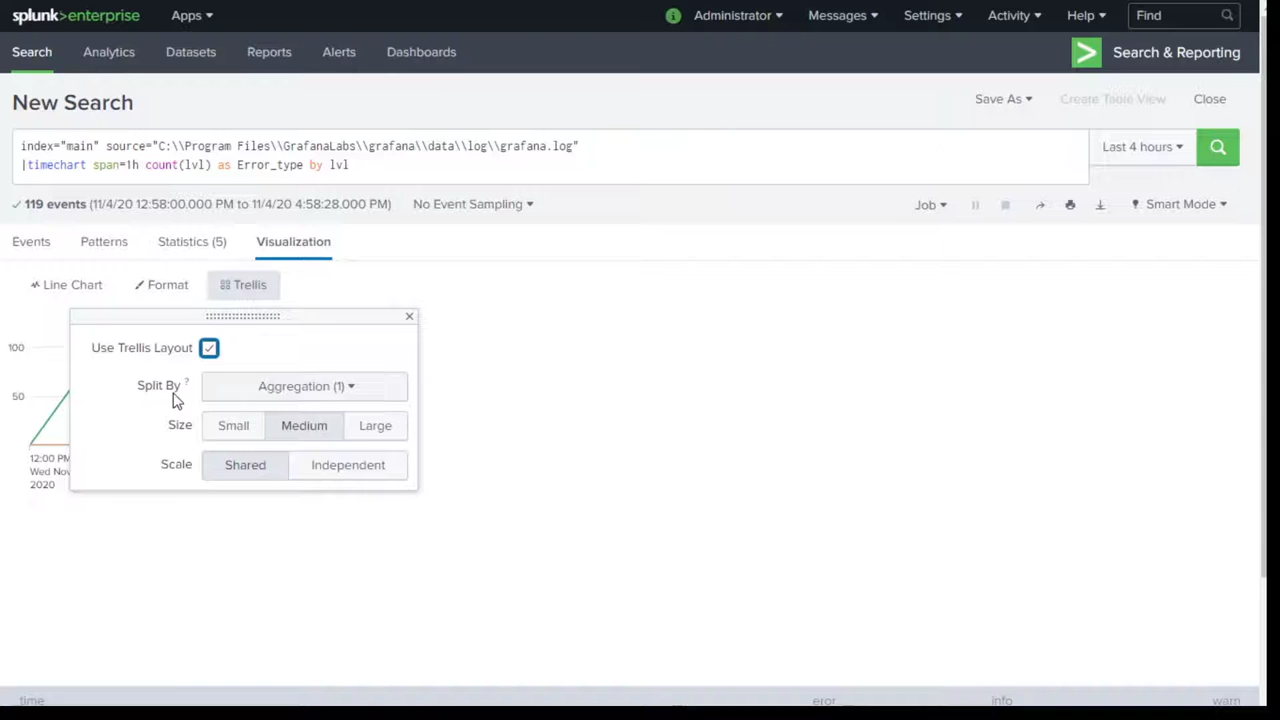 splunk>enterprise Apps Administrator Messages Settings Activity Help Find
Search Analytics Datasets Reports Alerts Dashboards Search & Reporting
New Search Save As Create Table View Close
index="main" source="C:\\Program Files\\GrafanaLabs\\grafana\\data\\log\\grafana.log"
|timechart span=1h count(lvl) as Error_type by lvl
Last 4 hours
119 events (11/4/20 12:58:00.000 PM to 11/4/20 4:58:28.000 PM) No Event Sampling Job Smart Mode
Events Patterns Statistics (5) Visualization
Line Chart Format Trellis
Use Trellis Layout
Split By ? Aggregation (1)
Size Small Medium Large
Scale Shared Independent
100
50
12:00 PM
Wed Nov
2020
_time eror info warn